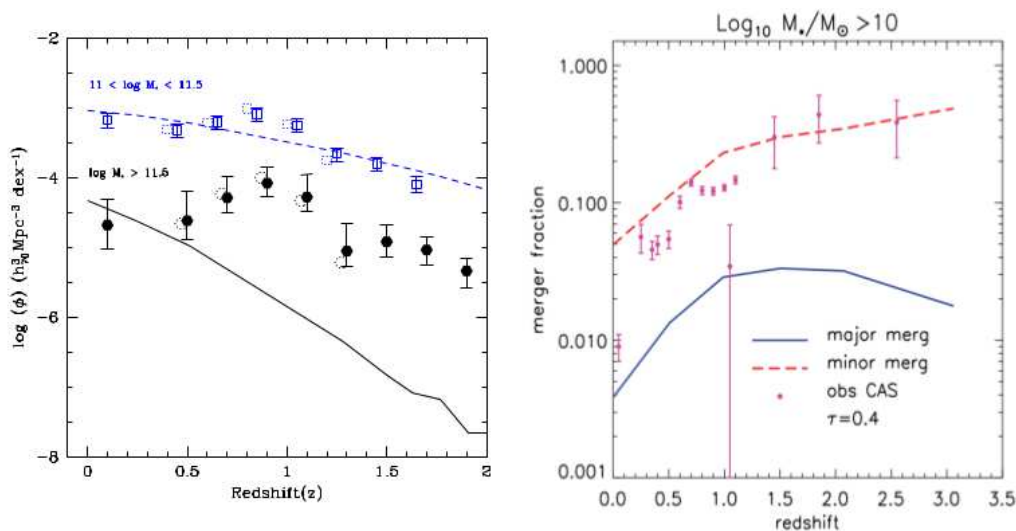 -2
11 < log M* < 11.5
log M* > 11.5
-4
-6
-8
log (ϕ) (h³₇₀Mpc⁻³ dex⁻¹)
0 0.5 1 1.5 2
Redshift(z)
Log₁₀ M*/M⊙ >10
1.000
0.100
0.010
0.001
merger fraction
major merg
minor merg
obs CAS
τ=0.4
0.0 0.5 1.0 1.5 2.0 2.5 3.0 3.5
redshift